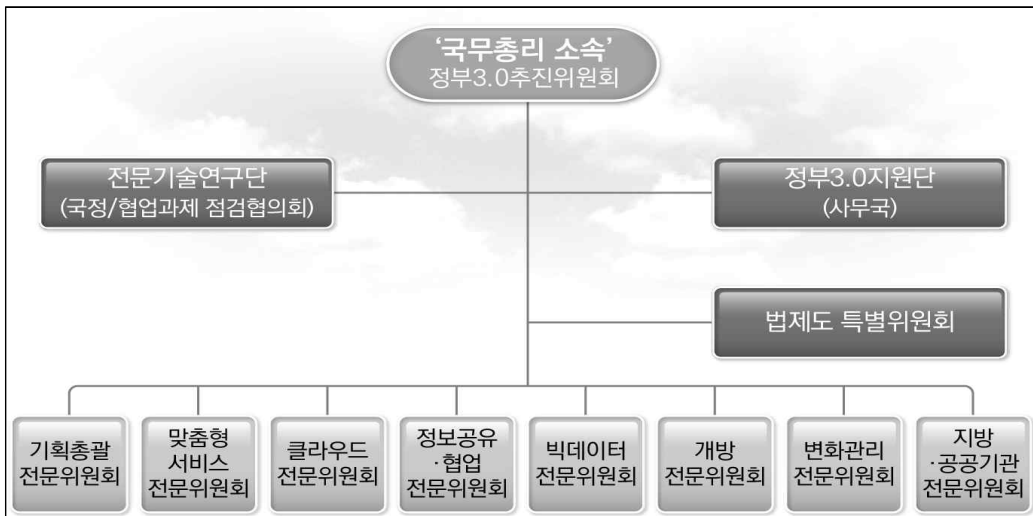 '국무총리 소속'
정부3.0추진위원회
전문기술연구단
(국정/협업과제 점검협의회)
정부3.0지원단
(사무국)
법제도 특별위원회
기획총괄
전문위원회
맞춤형
서비스
전문위원회
클라우드
전문위원회
정보공유
·협업
전문위원회
빅데이터
전문위원회
개방
전문위원회
변화관리
전문위원회
지방
·공공기관
전문위원회